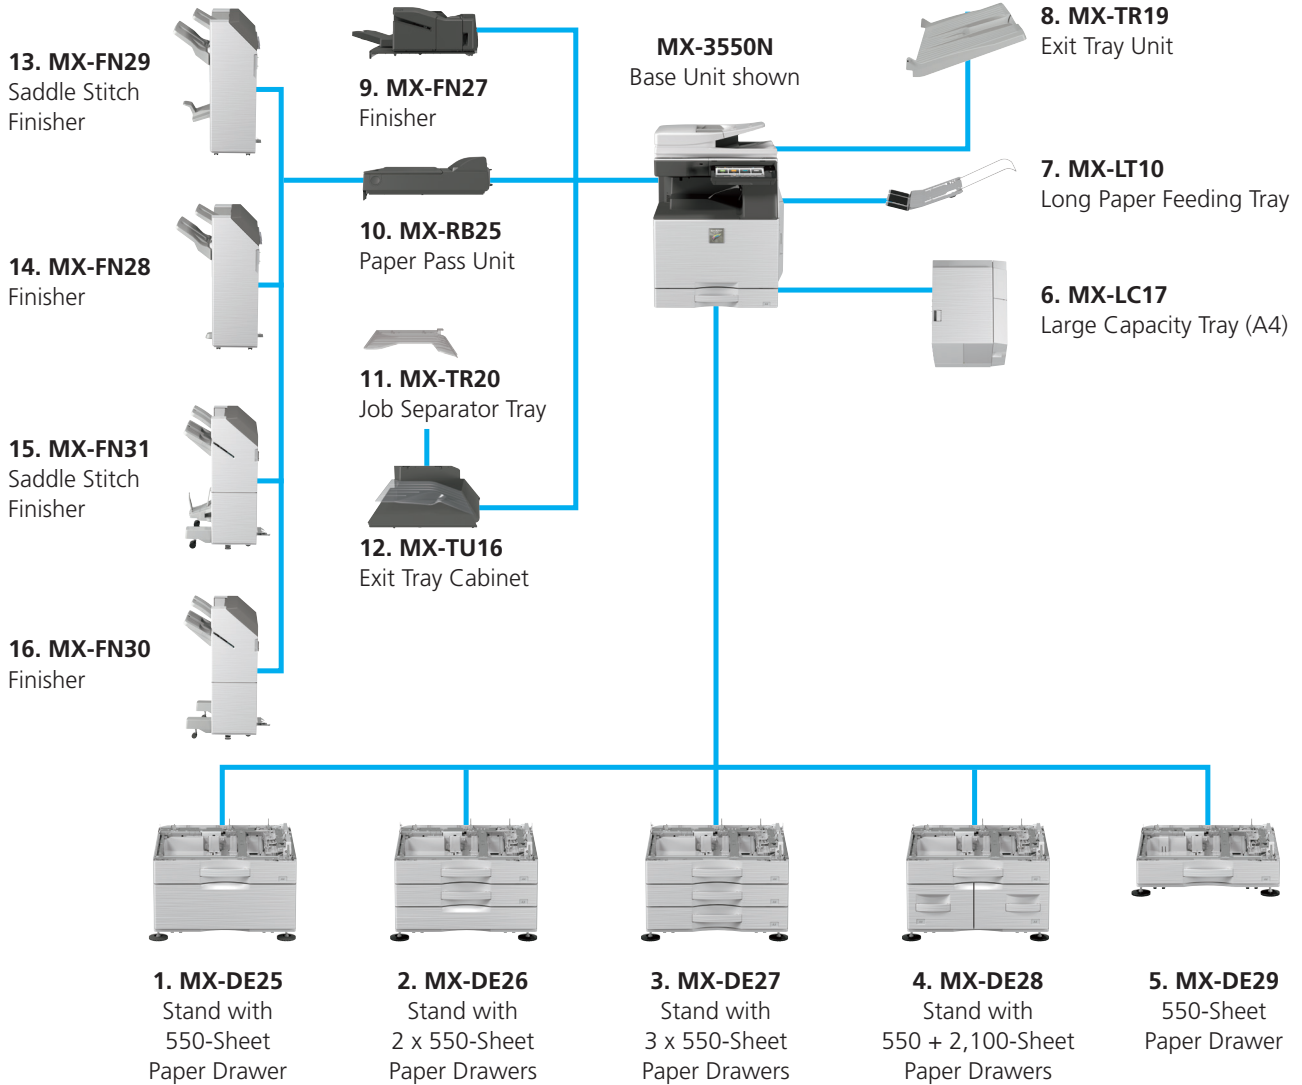 13. MX-FN29
Saddle Stitch
Finisher
14. MX-FN28
Finisher
15. MX-FN31
Saddle Stitch
Finisher
16. MX-FN30
Finisher
9. MX-FN27
Finisher
10. MX-RB25
Paper Pass Unit
11. MX-TR20
Job Separator Tray
12. MX-TU16
Exit Tray Cabinet
MX-3550N
Base Unit shown
8. MX-TR19
Exit Tray Unit
7. MX-LT10
Long Paper Feeding Tray
6. MX-LC17
Large Capacity Tray (A4)
1. MX-DE25
Stand with
550-Sheet
Paper Drawer
2. MX-DE26
Stand with
2 x 550-Sheet
Paper Drawers
3. MX-DE27
Stand with
3 x 550-Sheet
Paper Drawers
4. MX-DE28
Stand with
550 + 2,100-Sheet
Paper Drawers
5. MX-DE29
550-Sheet
Paper Drawer